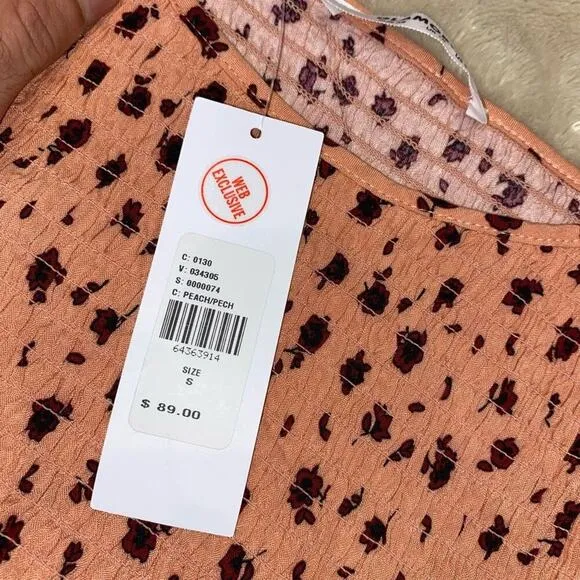 WEB
EXCLUSIVE
C: 0130
V: 034305
S: 0000074
C: PEACH/PECH
64363914
SIZE
S
$ 89.00